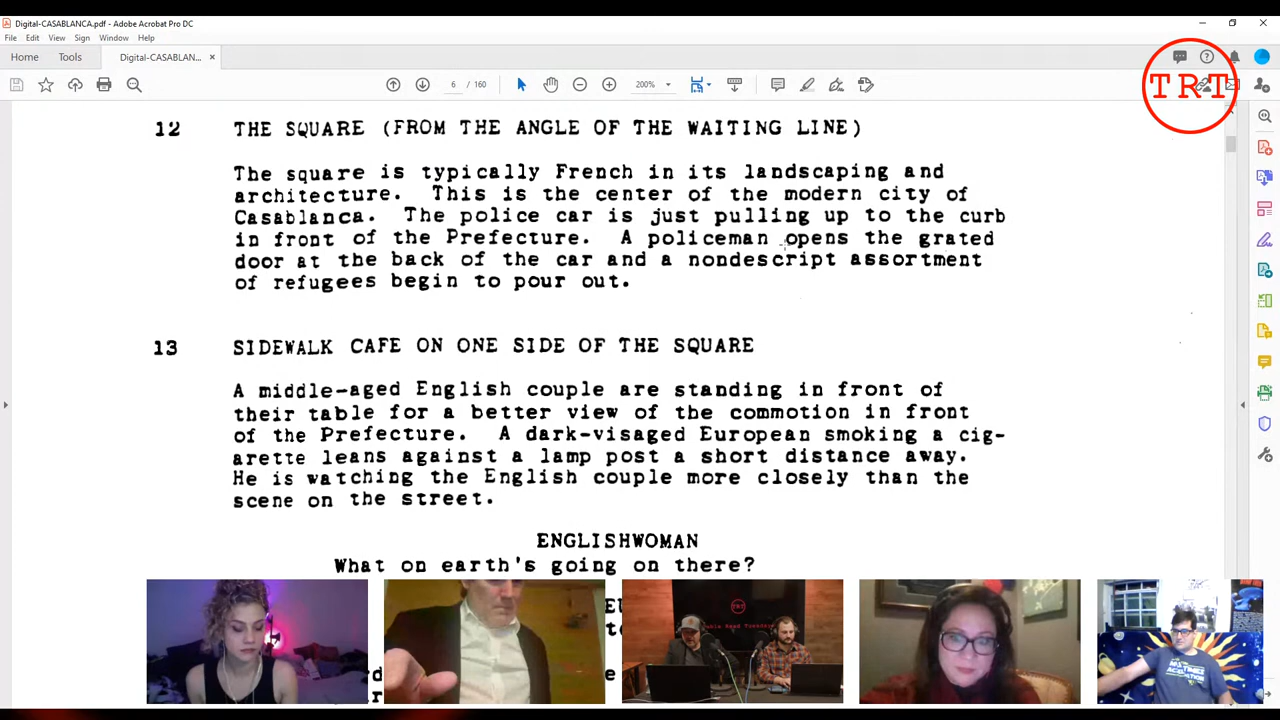 Digital-CASABLANCA.pdf - Adobe Acrobat Pro DC
File Edit View Sign Window Help
Home Tools Digital-CASABLAN... ×
6 / 160 200%
TRT
12 THE SQUARE (FROM THE ANGLE OF THE WAITING LINE)
The square is typically French in its landscaping and
architecture. This is the center of the modern city of
Casablanca. The police car is just pulling up to the curb
in front of the Prefecture. A policeman opens the grated
door at the back of the car and a nondescript assortment
of refugees begin to pour out.
13 SIDEWALK CAFE ON ONE SIDE OF THE SQUARE
A middle-aged English couple are standing in front of
their table for a better view of the commotion in front
of the Prefecture. A dark-visaged European smoking a cig-
arette leans against a lamp post a short distance away.
He is watching the English couple more closely than the
scene on the street.
ENGLISHWOMAN
What on earth's going on there?
TRT